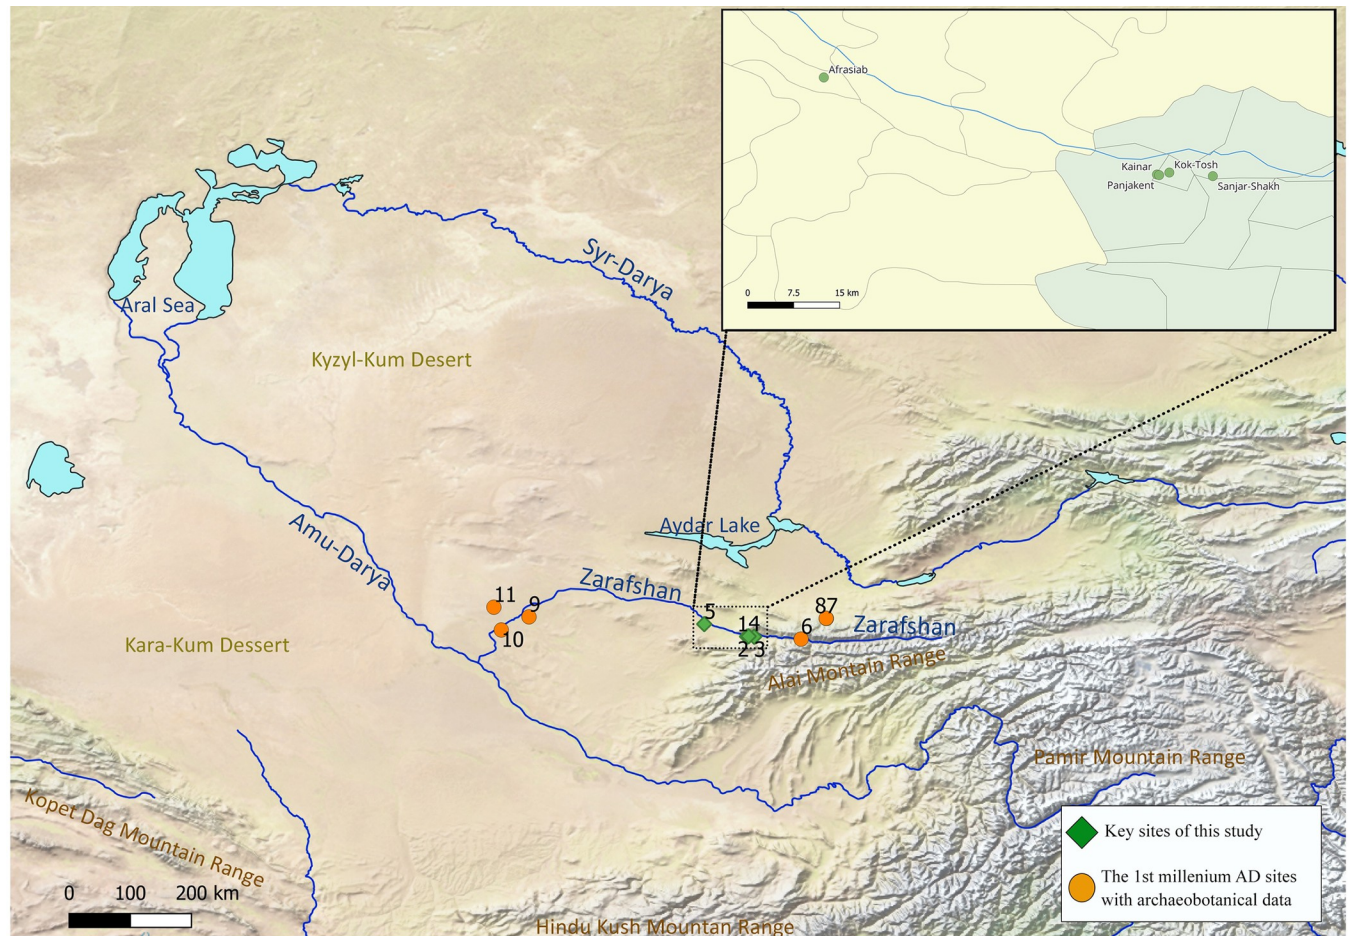 Afrasiab
Kainar
Kok-Tosh
Panjakent
Sanjar-Shakh
0 7.5 15 km
Syr-Darya
Aral Sea
Kyzyl-Kum Desert
Aydar Lake
Amu-Darya
Zarafshan
11
9
10
5
14
2 3
87
6
Zarafshan
Kara-Kum Dessert
Alai Montain Range
Pamir Mountain Range
Kopet Dag Mountain Range
Key sites of this study
The 1st millenium AD sites
with archaeobotanical data
0 100 200 km
Hindu Kush Mountan Range